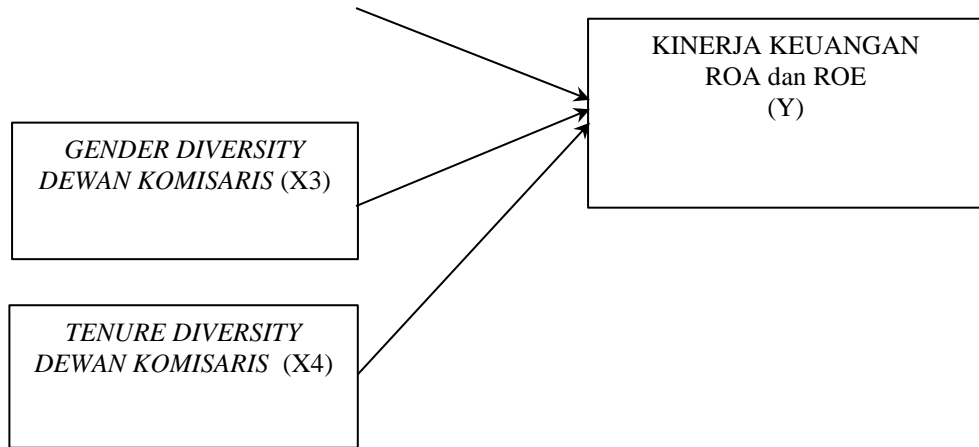 KINERJA KEUANGAN
ROA dan ROE
(Y)
GENDER DIVERSITY
DEWAN KOMISARIS (X3)
TENURE DIVERSITY
DEWAN KOMISARIS (X4)